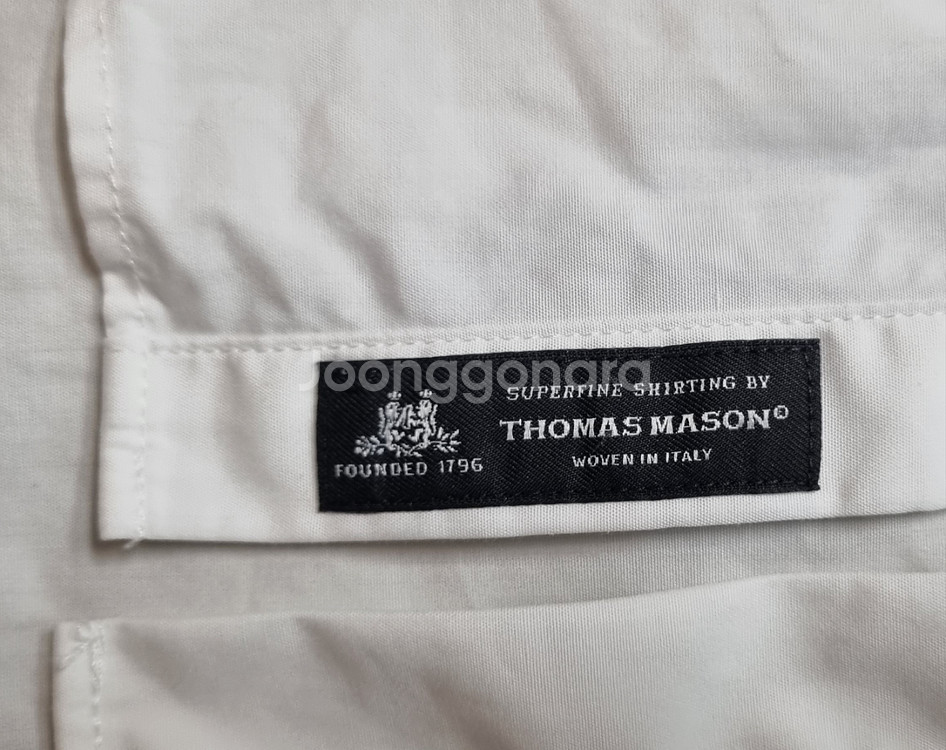 Joonggonara
SUPERFINE SHIRTING BY
THOMAS MASON®
WOVEN IN ITALY
FOUNDED 1796